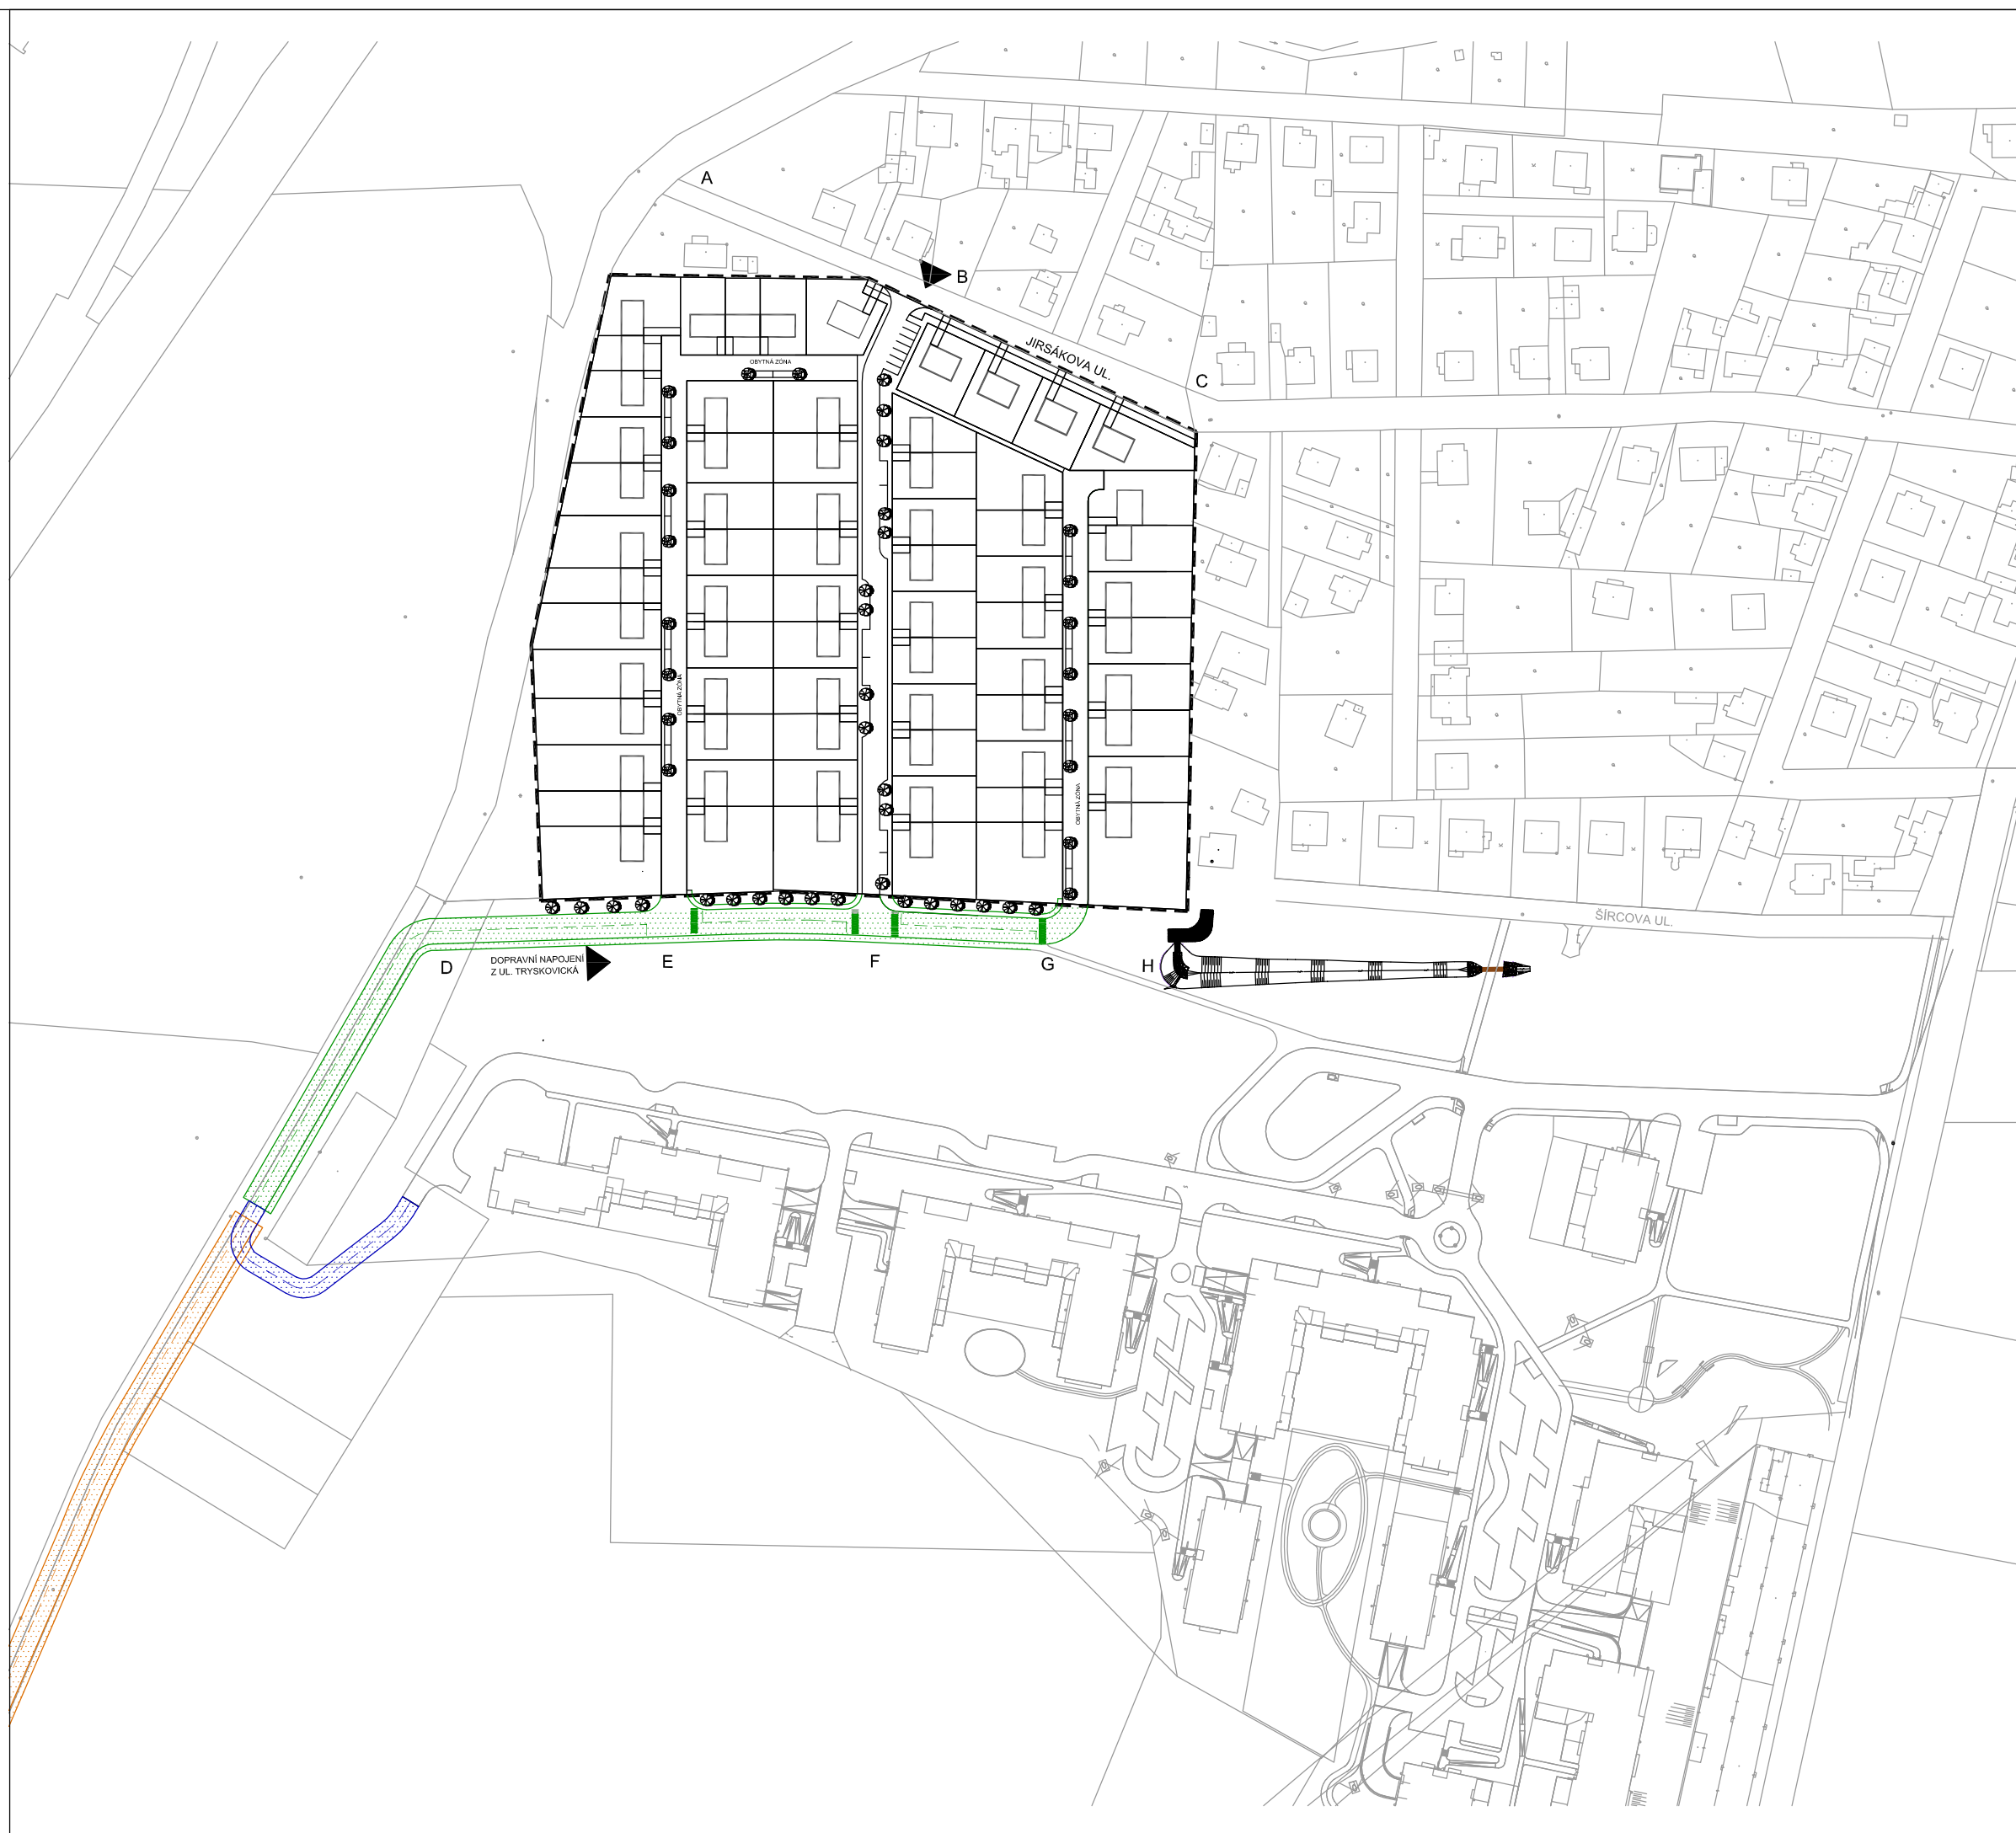 A
B
JIRSÁKOVA UL.
C
OBYTNÁ ZÓNA
OBYTNÁ ZÓNA
OBYTNÁ ZÓNA
ŠÍRCOVA UL.
D
DOPRAVNÍ NAPOJENÍ
Z UL. TRYSKOVICKÁ
E
F
G
H